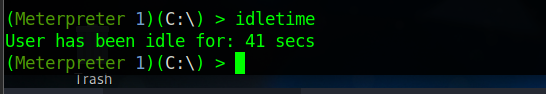 (Meterpreter 1)(C:\) > idletime
User has been idle for: 41 secs
(Meterpreter 1)(C:\) >
Trash